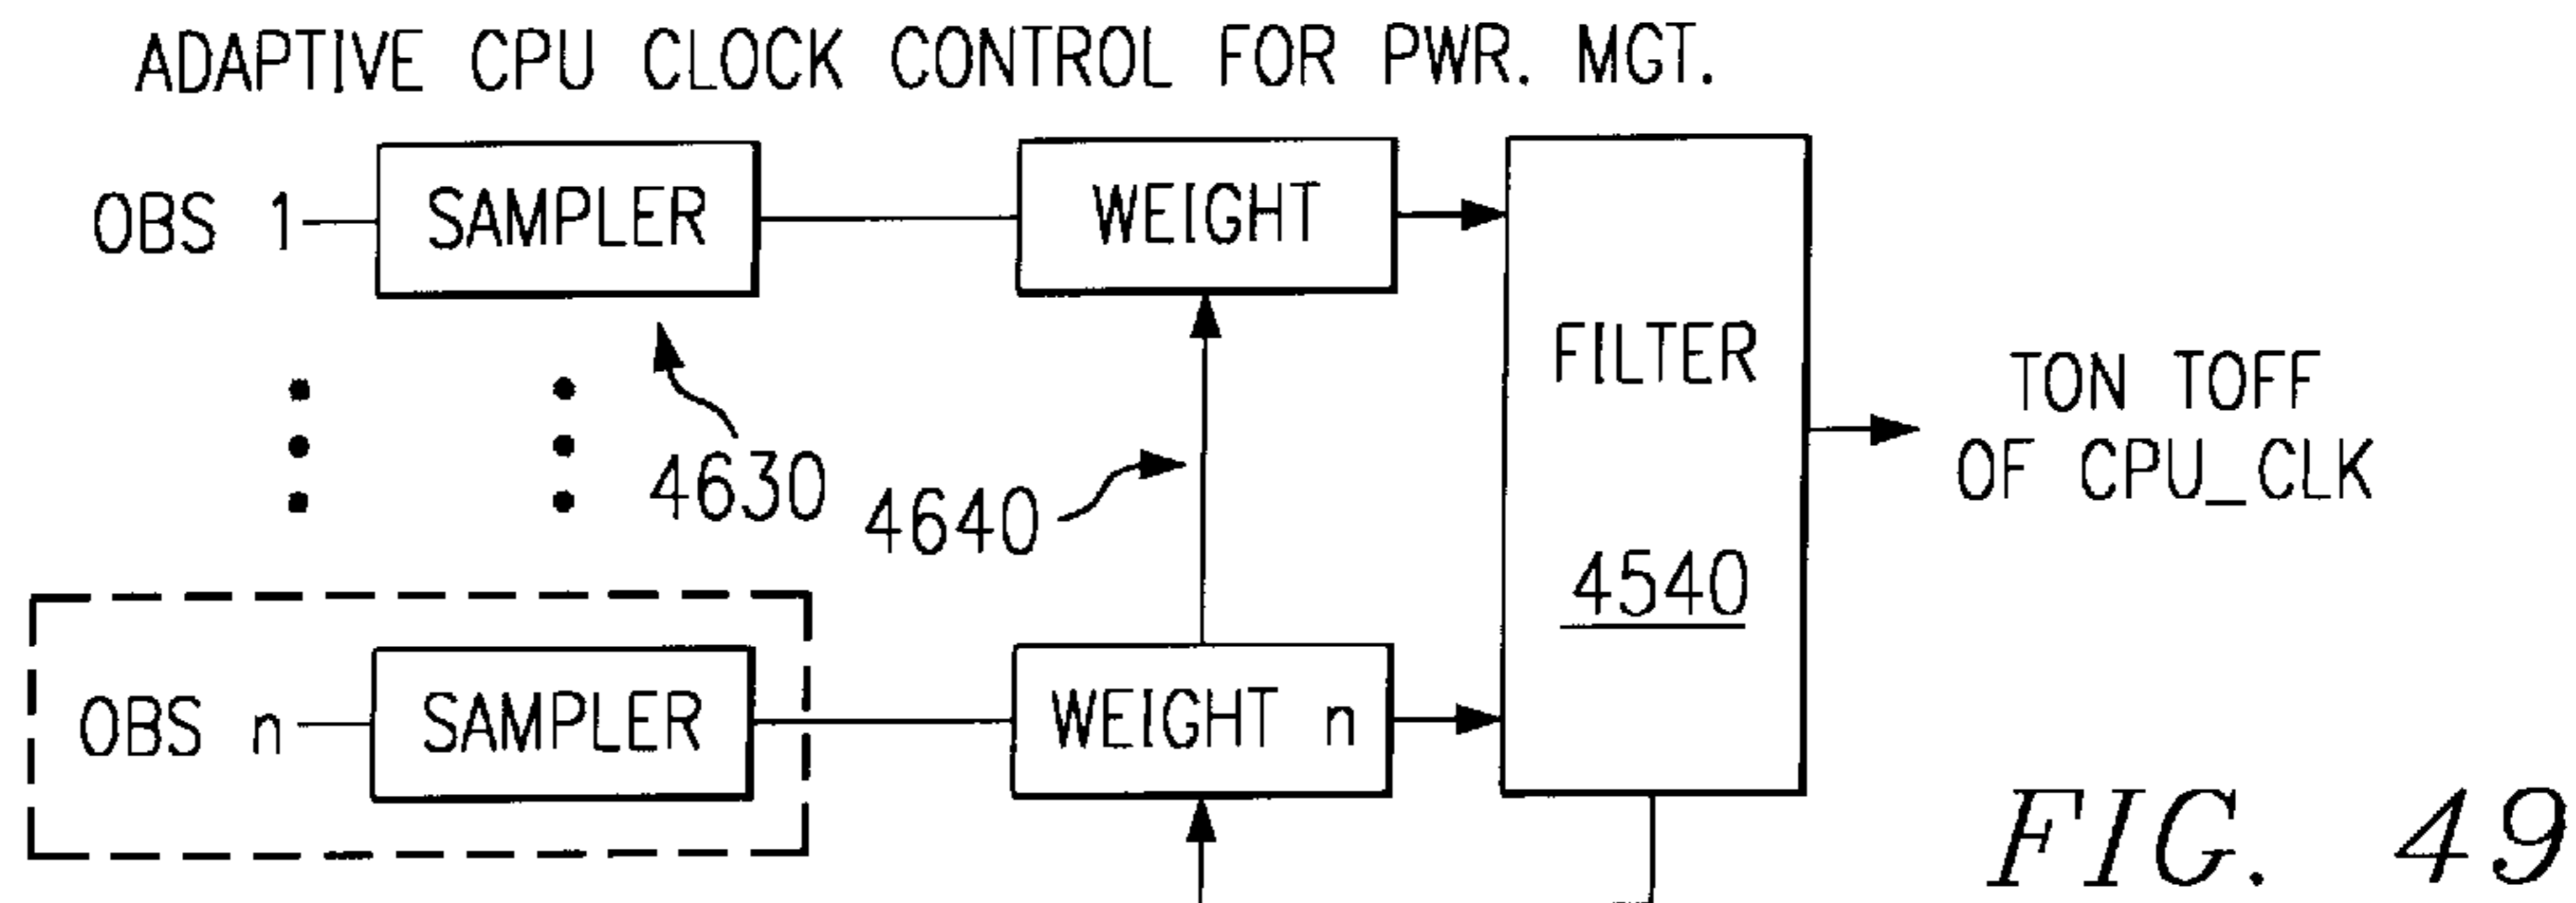 ADAPTIVE CPU CLOCK CONTROL FOR PWR. MGT.
OBS 1
SAMPLER
WEIGHT
FILTER
4540
TON TOFF
OF CPU_CLK
4630
4640
OBS n
SAMPLER
WEIGHT n
FIG. 49